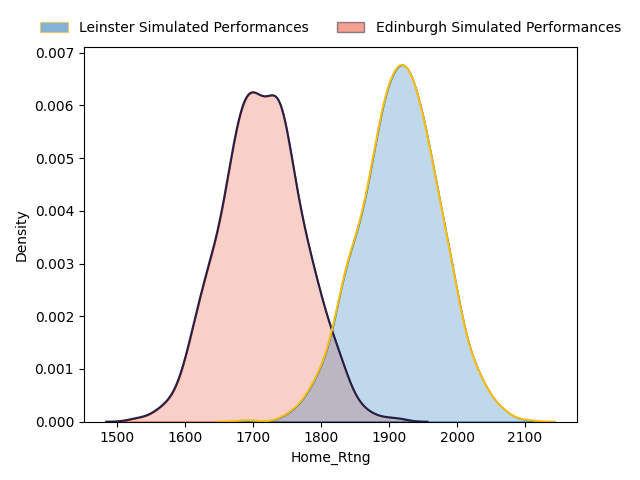 Leinster Simulated Performances Edinburgh Simulated Performances
0.007
0.006
0.005
0.004
0.003
0.002
0.001
0.000
Density
1500 1600 1700 1800 1900 2000 2100
Home_Rtng